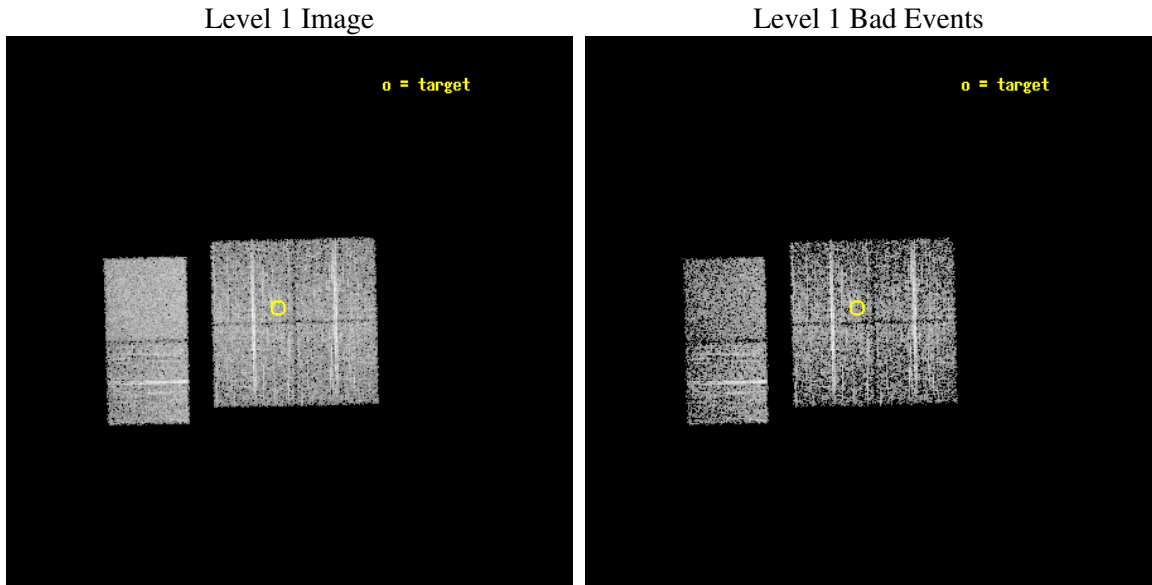 Level 1 Image
Level 1 Bad Events
o = target
o = target